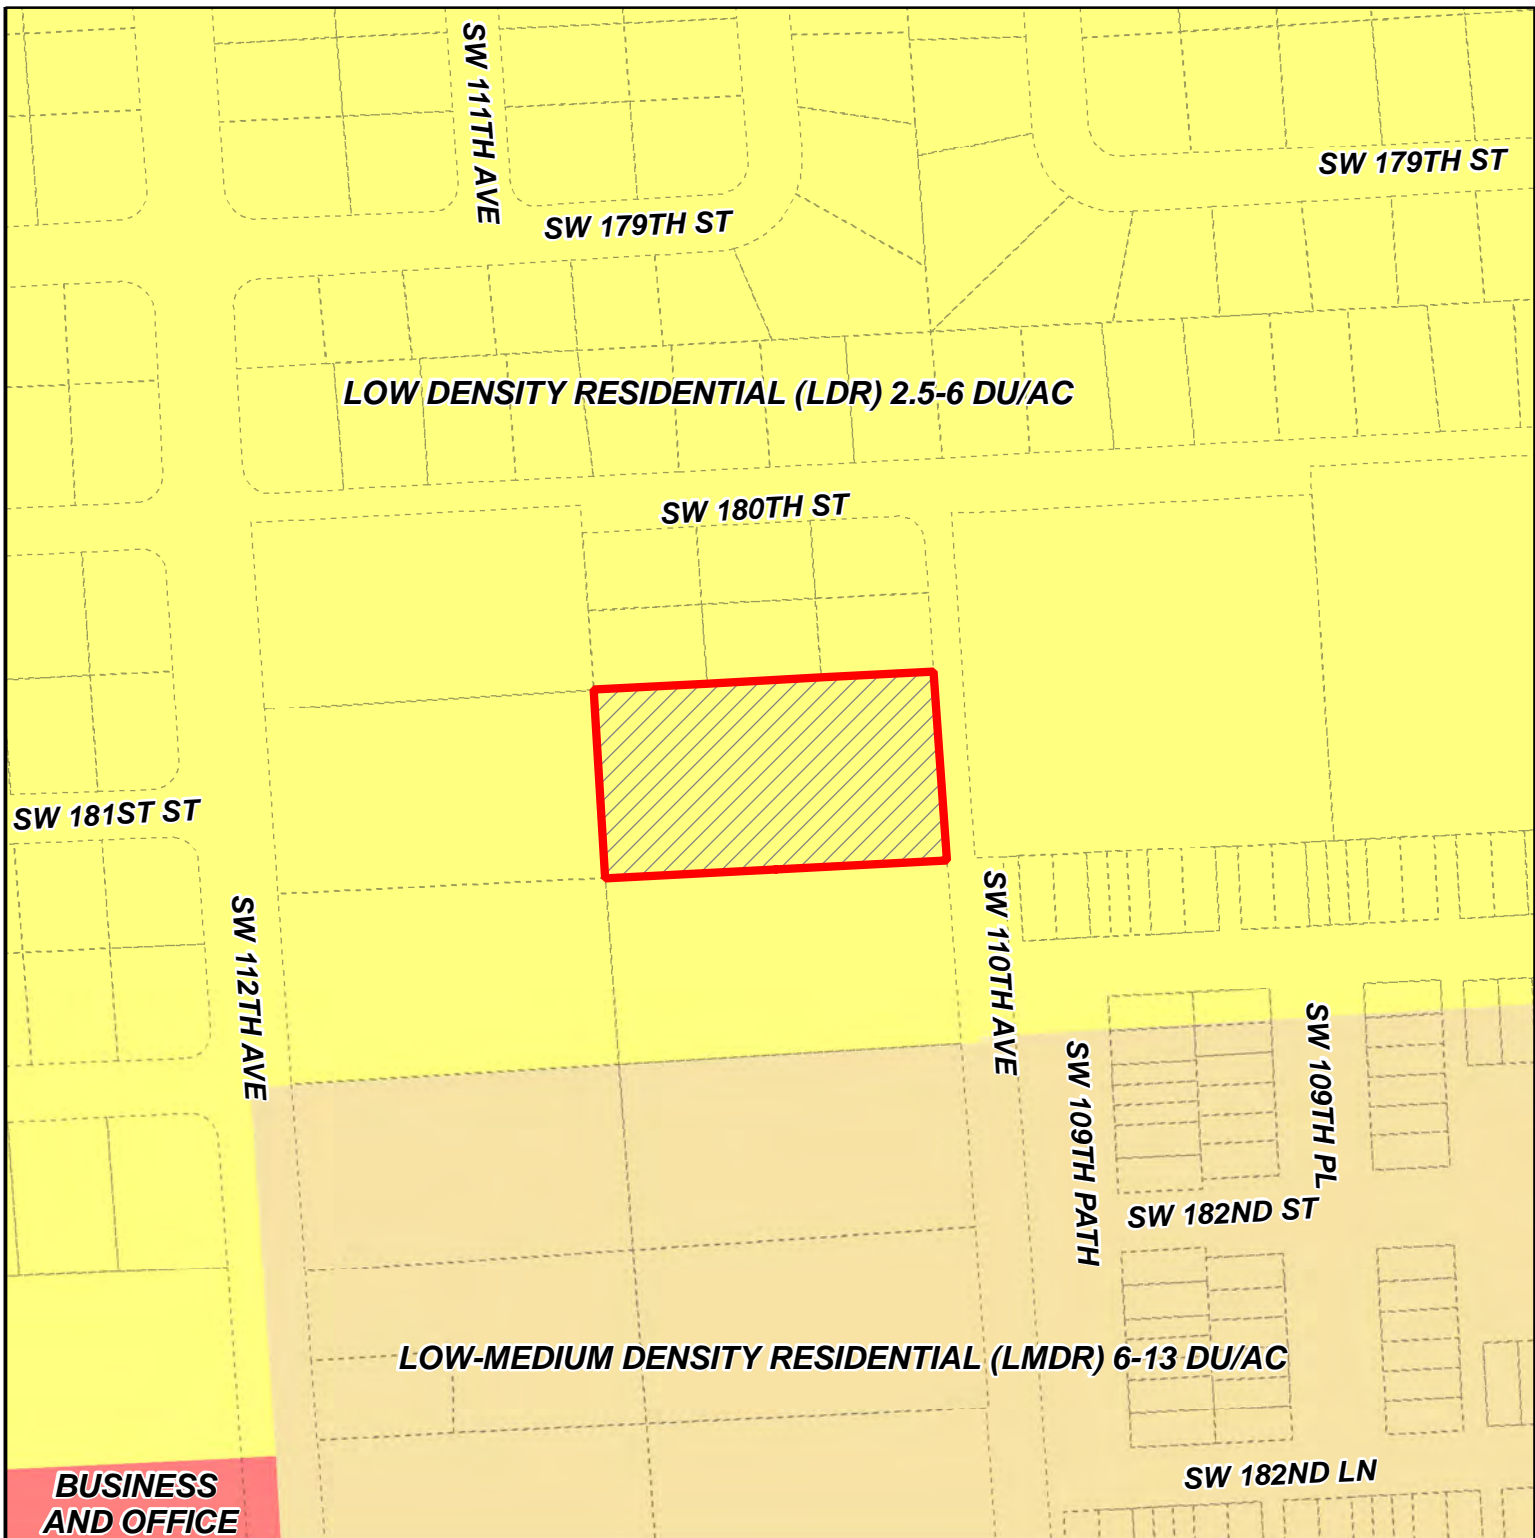 SW 111TH AVE
SW 179TH ST
SW 179TH ST
LOW DENSITY RESIDENTIAL (LDR) 2.5-6 DU/AC
SW 180TH ST
SW 181ST ST
SW 112TH AVE
SW 110TH AVE
SW 109TH PATH
SW 109TH PL
SW 182ND ST
LOW-MEDIUM DENSITY RESIDENTIAL (LMDR) 6-13 DU/AC
SW 182ND LN
BUSINESS
AND OFFICE